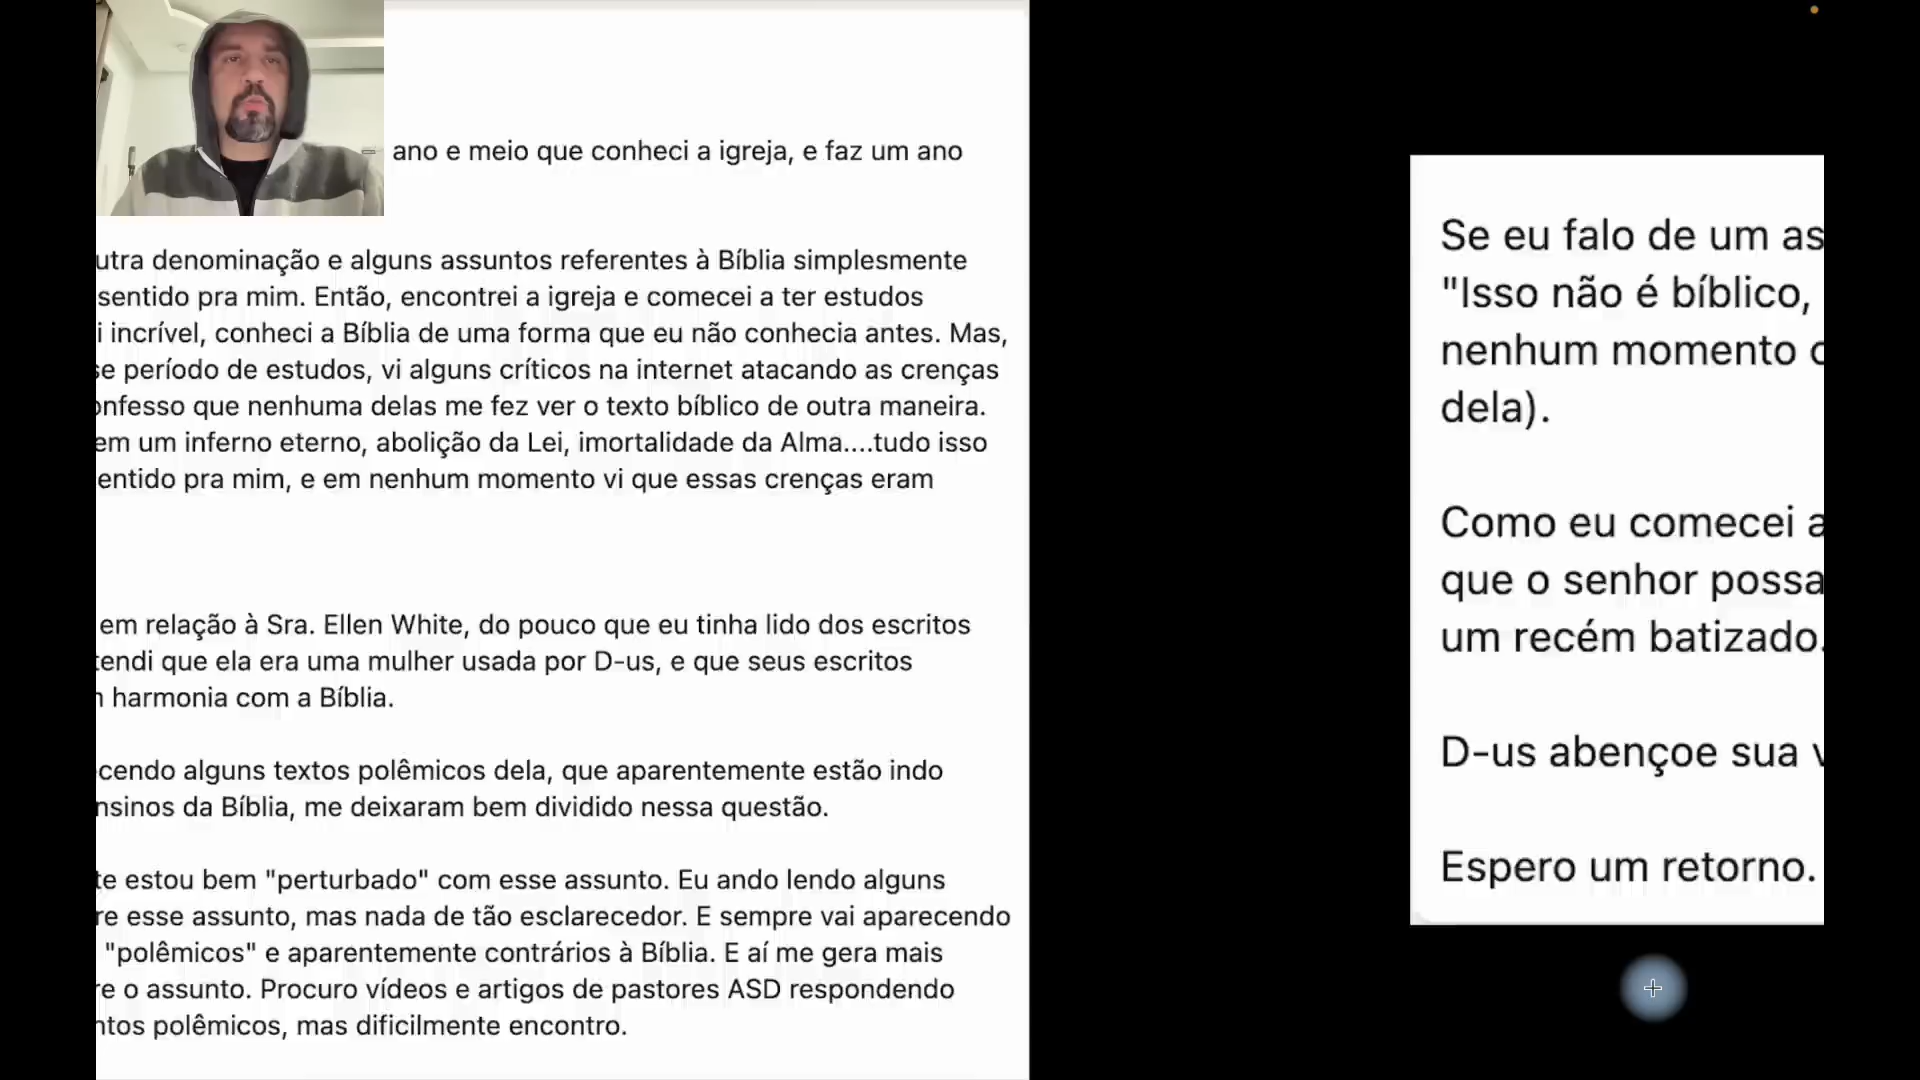 ano e meio que conheci a igreja, e faz um ano
utra denominação e alguns assuntos referentes à Bíblia simplesmente
sentido pra mim. Então, encontrei a igreja e comecei a ter estudos
i incrível, conheci a Bíblia de uma forma que eu não conhecia antes. Mas,
se período de estudos, vi alguns críticos na internet atacando as crenças
onfesso que nenhuma delas me fez ver o texto bíblico de outra maneira.
em um inferno eterno, abolição da Lei, imortalidade da Alma....tudo isso
entido pra mim, e em nenhum momento vi que essas crenças eram
em relação à Sra. Ellen White, do pouco que eu tinha lido dos escritos
tendi que ela era uma mulher usada por D-us, e que seus escritos
harmonia com a Bíblia.
cendo alguns textos polêmicos dela, que aparentemente estão indo
nsinos da Bíblia, me deixaram bem dividido nessa questão.
te estou bem "perturbado" com esse assunto. Eu ando lendo alguns
re esse assunto, mas nada de tão esclarecedor. E sempre vai aparecendo
"polêmicos" e aparentemente contrários à Bíblia. E aí me gera mais
re o assunto. Procuro vídeos e artigos de pastores ASD respondendo
ntos polêmicos, mas dificilmente encontro.
Se eu falo de um as
"Isso não é bíblico,
nenhum momento
dela).
Como eu comecei a
que o senhor possa
um recém batizado.
D-us abençoe sua
Espero um retorno.